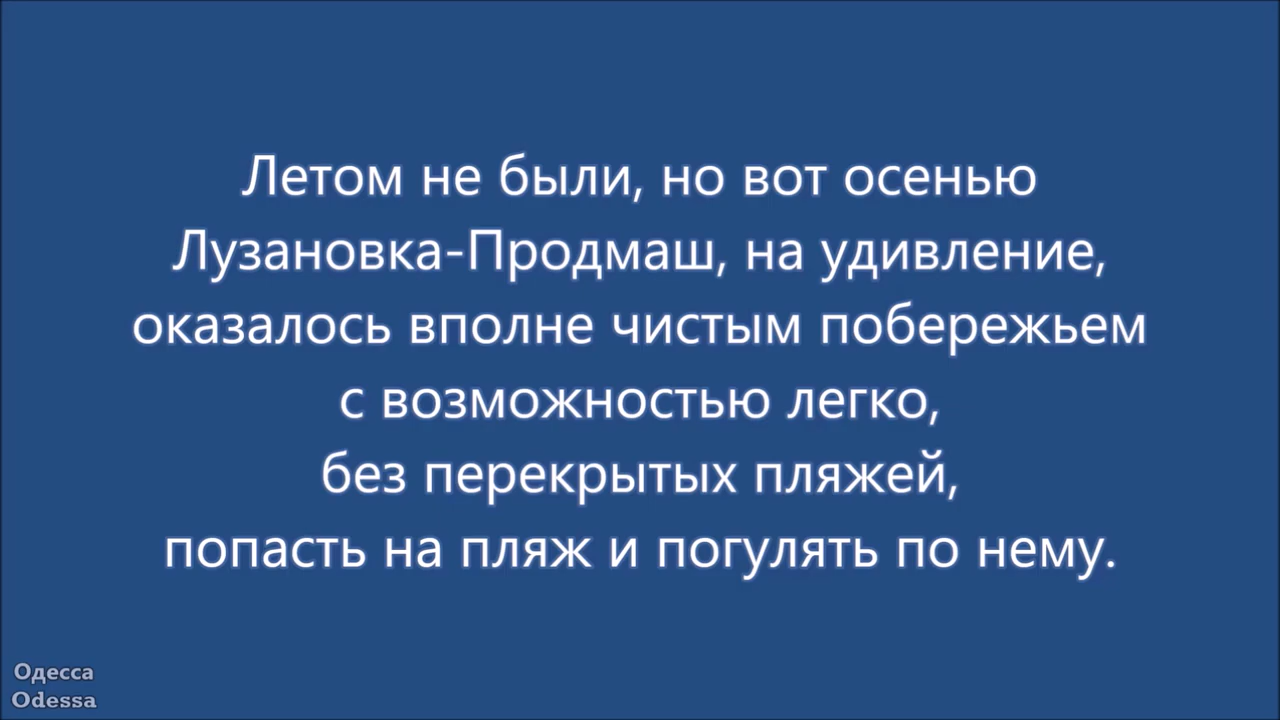 Летом не были, но вот осенью
Лузановка-Продмаш, на удивление,
оказалось вполне чистым побережьем
с возможностью легко,
без перекрытых пляжей,
попасть на пляж и погулять по нему.
Одесса
Odessa